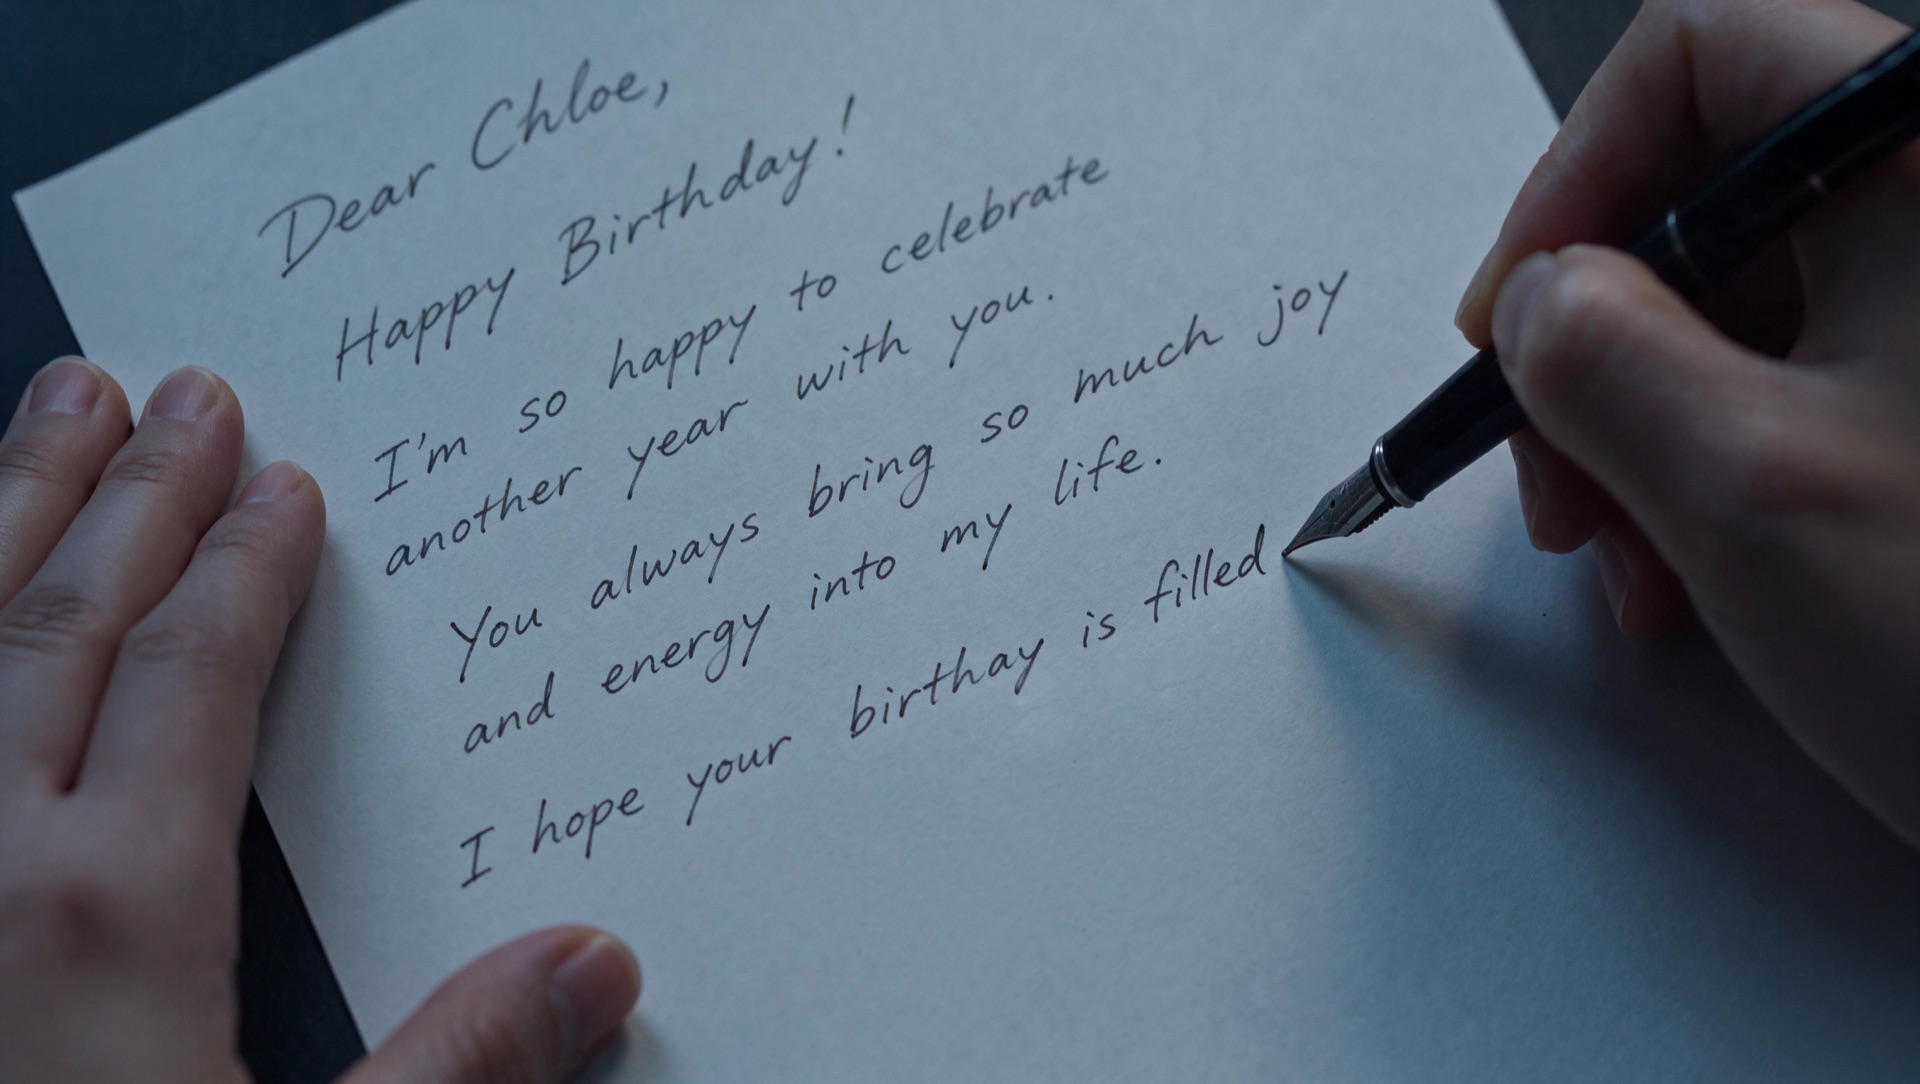 Dear Chloe,
Happy Birthday!
I'm so happy to celebrate
another year with you.
You always bring so much joy
and energy into my life.
I hope your birthay is filled